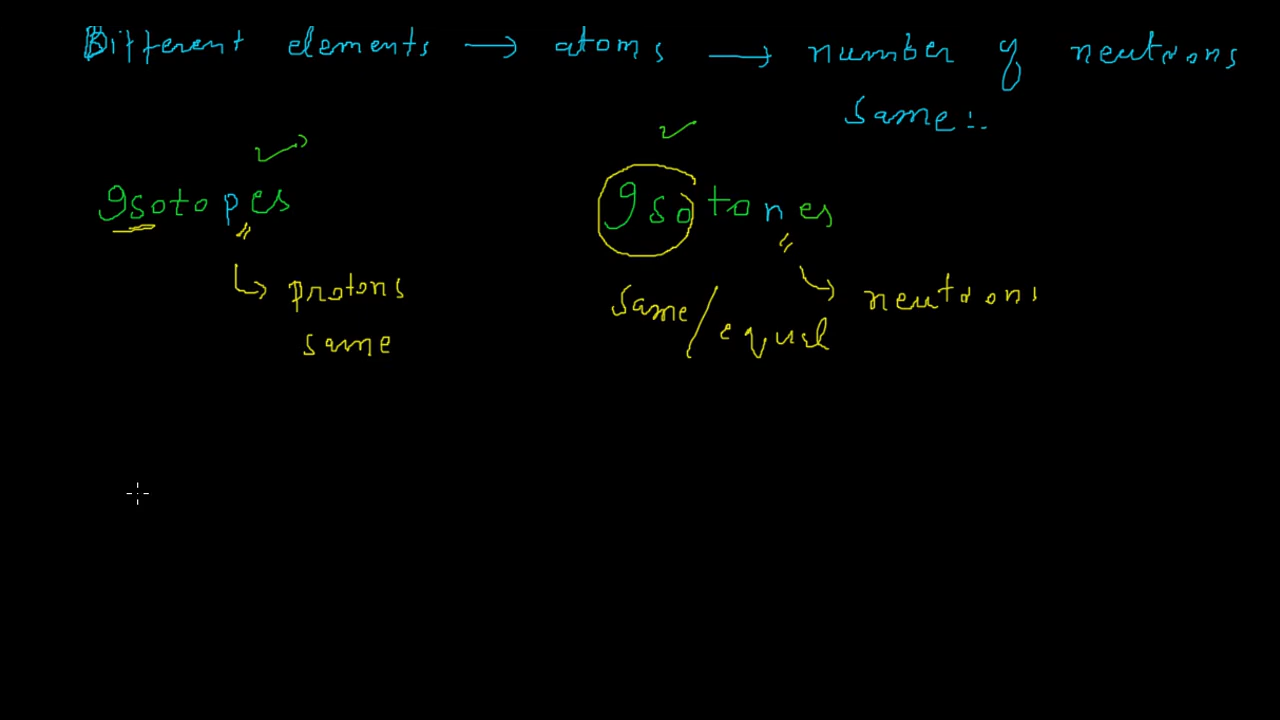 Different elements → atoms → number of neutrons
same :-
Isotopes
Isotones
protons
same
same/equal
neutrons